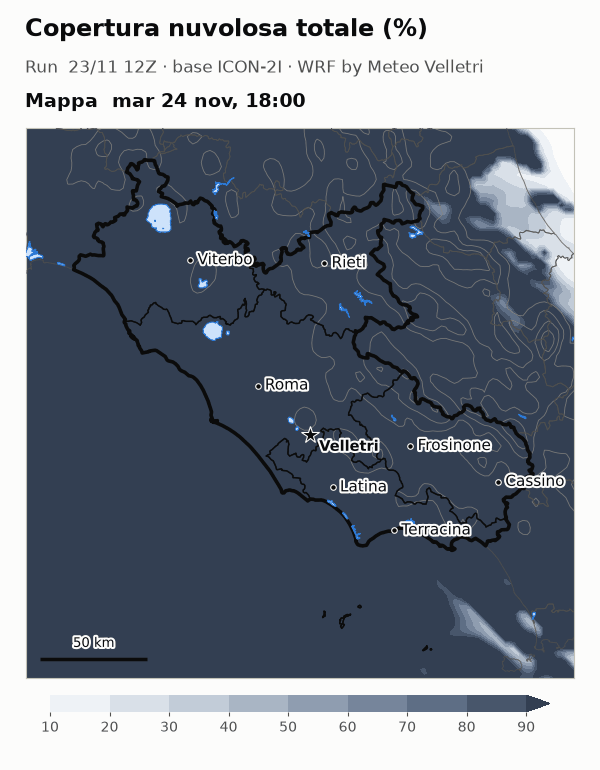 Copertura nuvolosa totale (%)
Run  23/11 12Z · base ICON-2I · WRF by Meteo Velletri
Mappa  mar 24 nov, 18:00
Viterbo
Rieti
Roma
Velletri
Frosinone
Latina
Cassino
Terracina
50 km
10 20 30 40 50 60 70 80 90